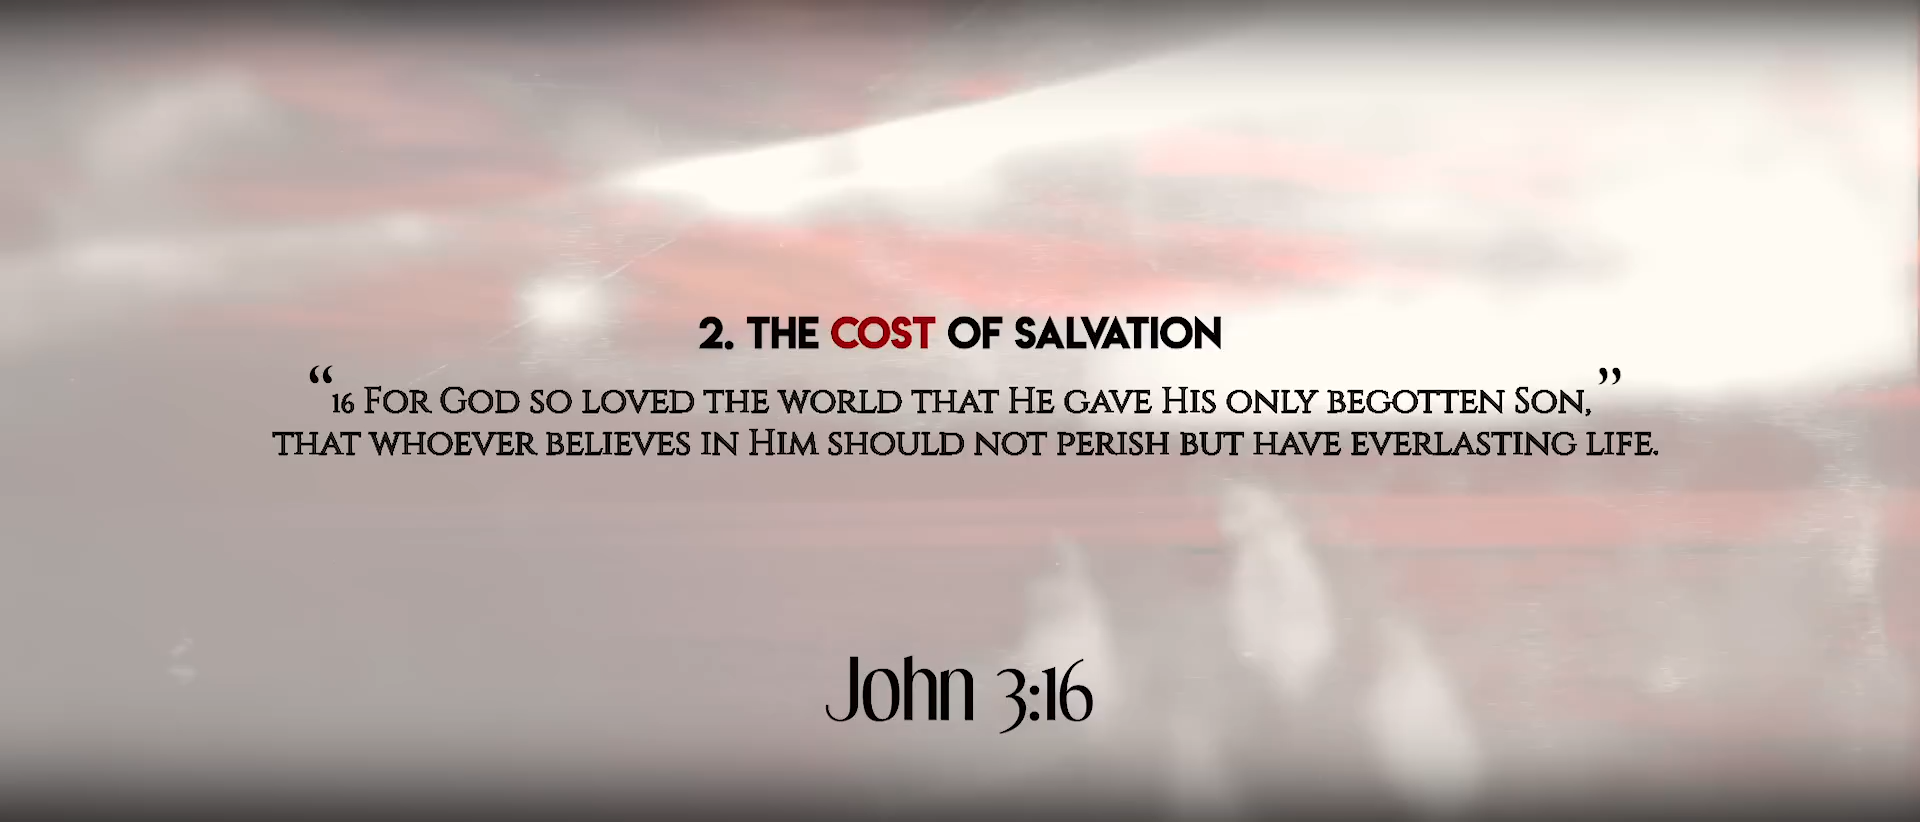 2. THE COST OF SALVATION
“16 For God so loved the world that He gave His only begotten Son,”
that whoever believes in Him should not perish but have everlasting life.
John 3:16